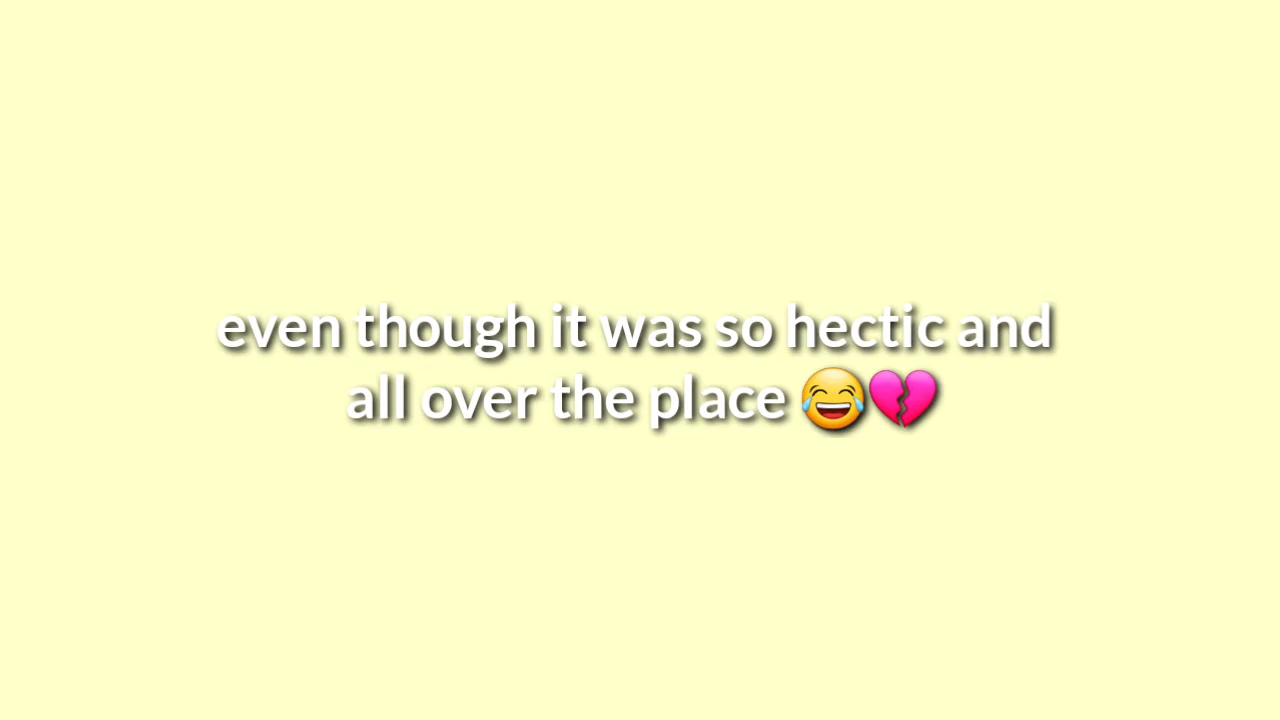 even though it was so hectic and
all over the place 😂💔